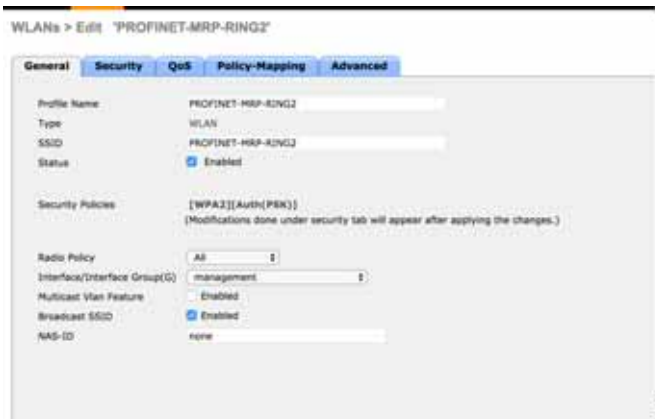 WLANs > Edit 'PROFINET-MRP-RING2'
General Security QoS Policy-Mapping Advanced
Profile Name PROFINET-MRP-RING2
Type WLAN
SSID PROFINET-MRP-RING2
Status Enabled
Security Policies [WPA2][Auth(PSK)]
(Modifications done under security tab will appear after applying the changes.)
Radio Policy All
Interface/Interface Group(G) management
Multicast Vlan Feature Enabled
Broadcast SSID Enabled
NAS-ID none